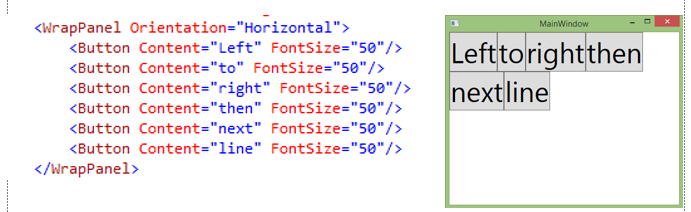 <WrapPanel Orientation="Horizontal">
<Button Content="Left" FontSize="50"/>
<Button Content="to" FontSize="50"/>
<Button Content="right" FontSize="50"/>
<Button Content="then" FontSize="50"/>
<Button Content="next" FontSize="50"/>
<Button Content="line" FontSize="50"/>
</WrapPanel>
MainWindow
Left to right then
next line